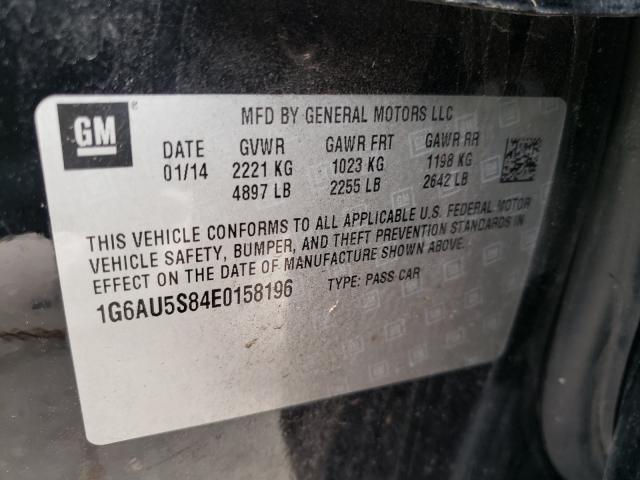 GM
®
MFD BY GENERAL MOTORS LLC
DATE GVWR GAWR FRT GAWR RR
01/14 2221 KG 1023 KG 1198 KG
4897 LB 2255 LB 2642 LB
THIS VEHICLE CONFORMS TO ALL APPLICABLE U.S. FEDERAL MOTOR
VEHICLE SAFETY, BUMPER, AND THEFT PREVENTION STANDARDS IN
EFFECT ON THE DATE OF MANUFACTURE SHOWN ABOVE.
1G6AU5S84E0158196 TYPE: PASS CAR